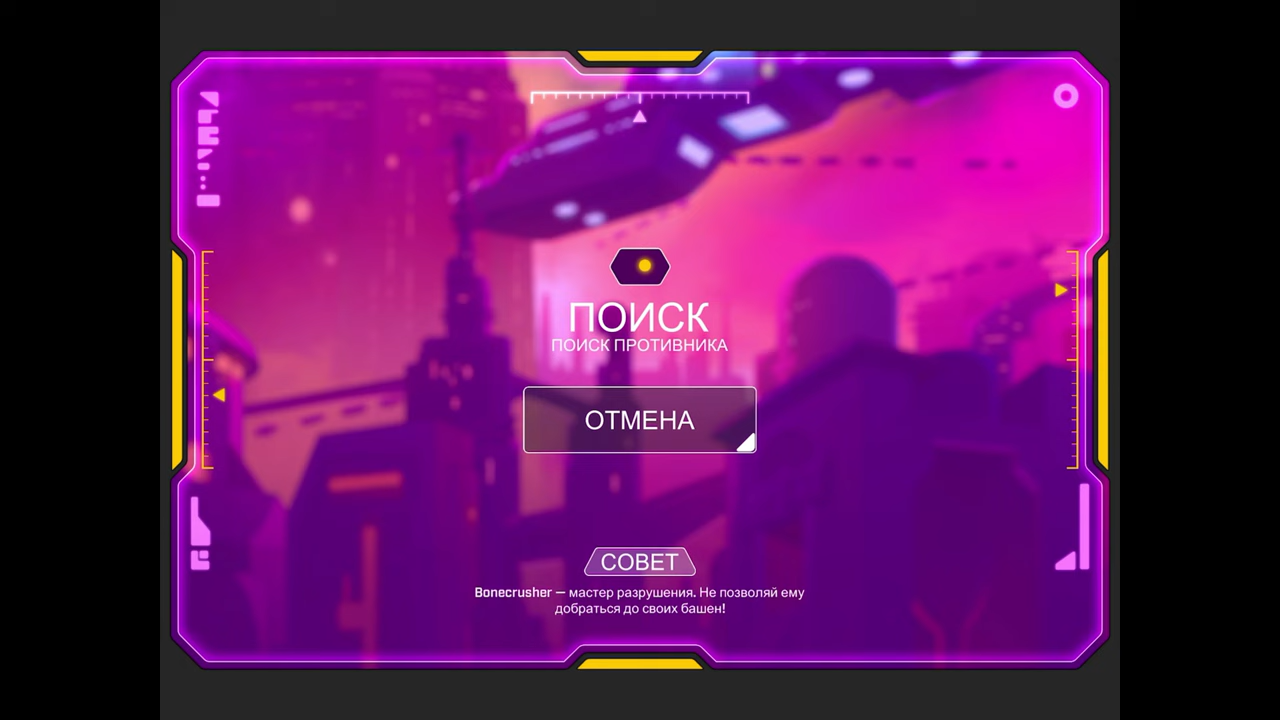 ПОИСК
ПОИСК ПРОТИВНИКА
ОТМЕНА
СОВЕТ
Bonecrusher — мастер разрушения. Не позволяй ему
добраться до своих башен!